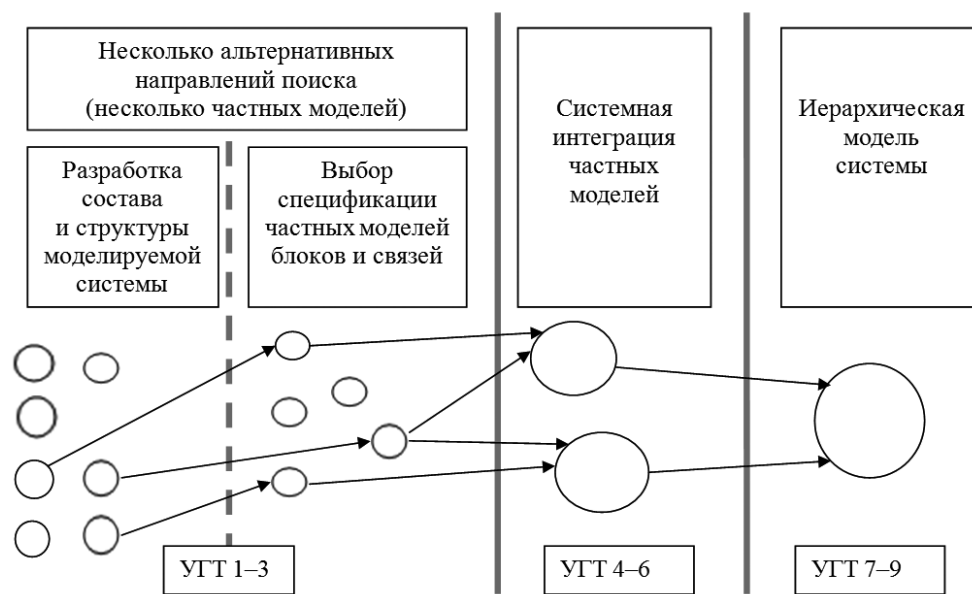 Несколько альтернативных
направлений поиска
(несколько частных моделей)
Разработка
состава
и структуры
моделируемой
системы
Выбор
спецификации
частных моделей
блоков и связей
Системная
интеграция
частных
моделей
Иерархическая
модель
системы
УГТ 1–3
УГТ 4–6
УГТ 7–9